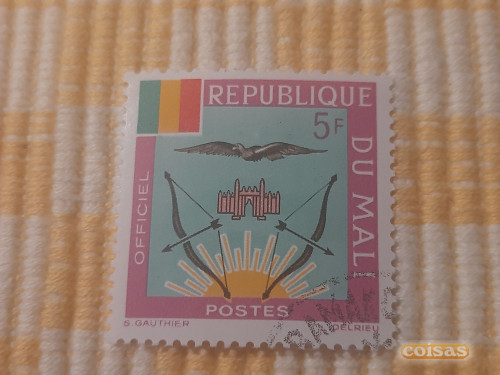 REPUBLIQUE
DU MALI
5F
OFFICIEL
POSTES
S. GAUTHIER
DELRIEU
coisas